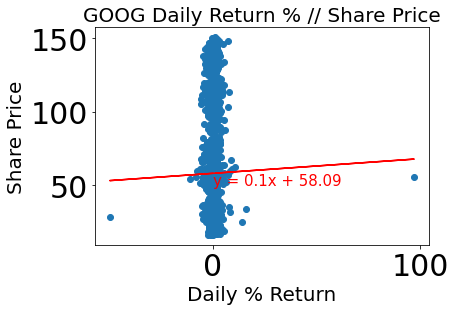 GOOG Daily Return % // Share Price
150
100
50
Share Price
y = 0.1x + 58.09
0
100
Daily % Return